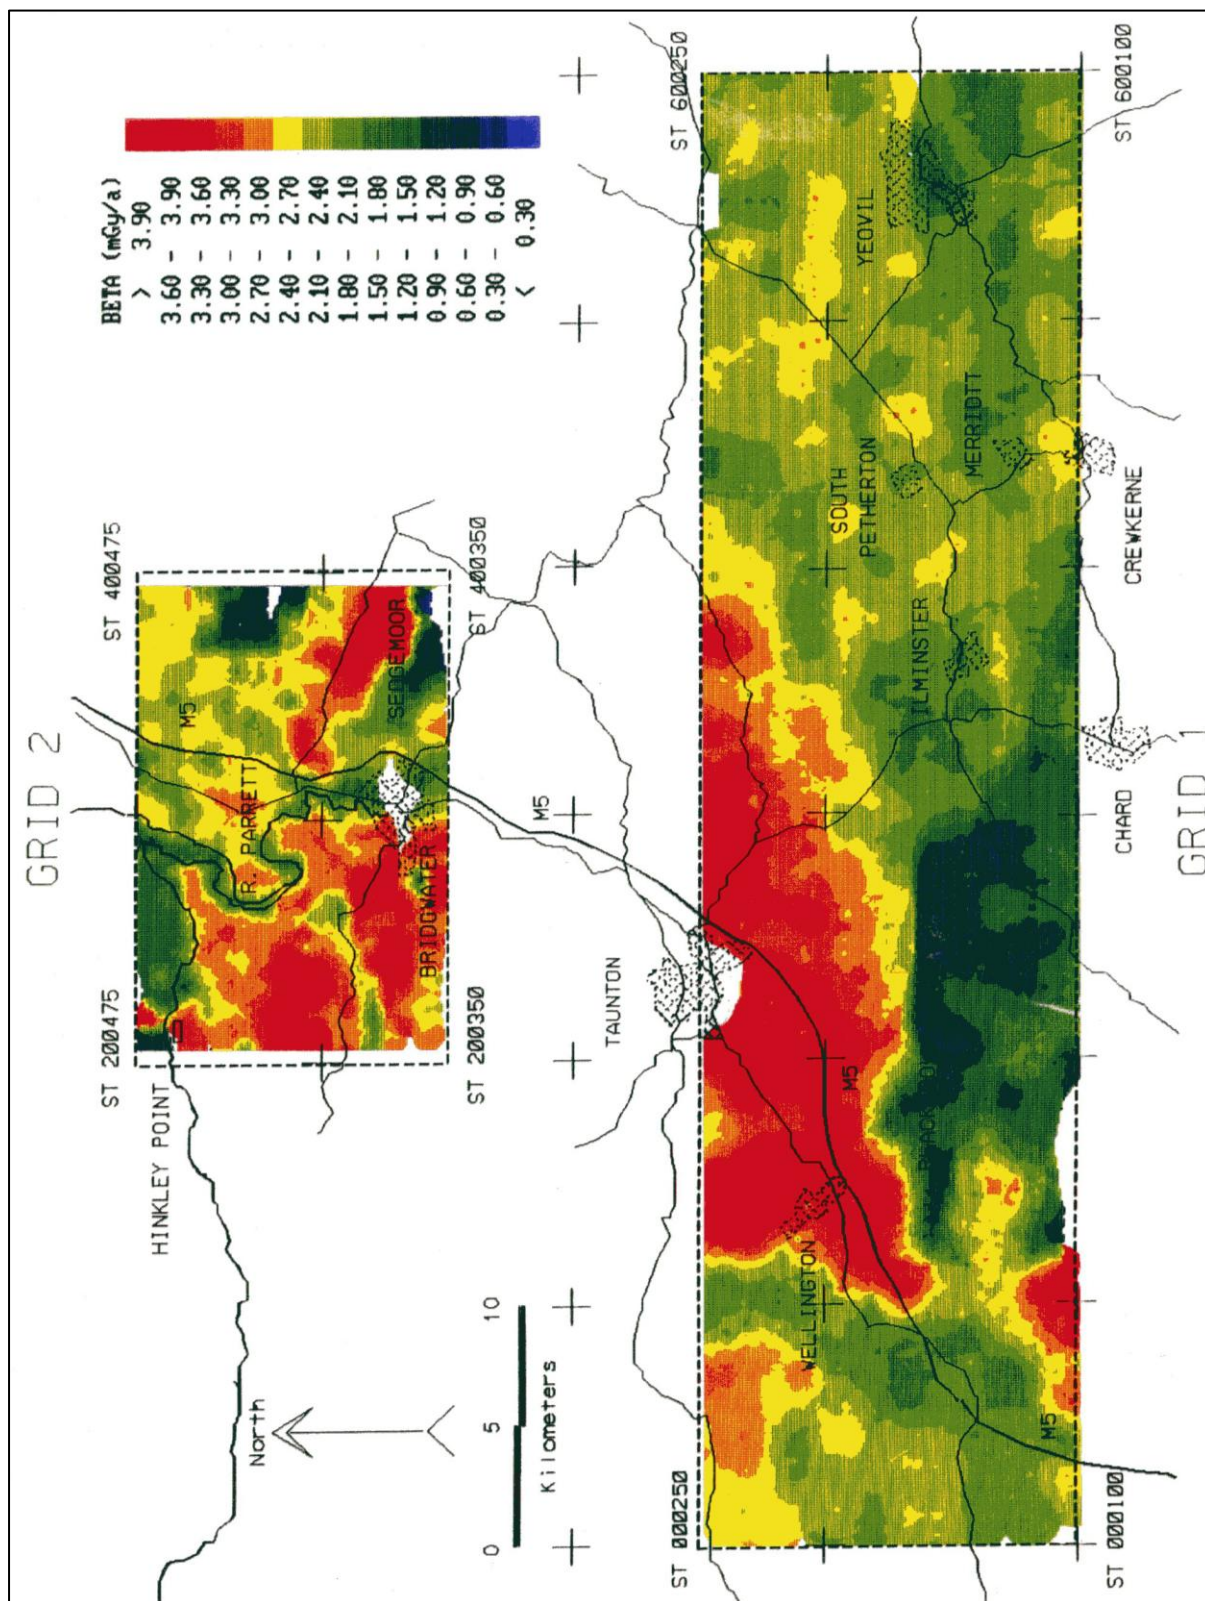 GRID 2
ST 200475
ST 400475
HINKLEY POINT
M5
R. PARRETT
SEDGEMOOR
BRIDGWATER
ST 200350
ST 400350
BETA (mGy/a)
> 3.90
3.60 - 3.90
3.30 - 3.60
3.00 - 3.30
2.70 - 3.00
2.40 - 2.70
2.10 - 2.40
1.80 - 2.10
1.50 - 1.80
1.20 - 1.50
0.90 - 1.20
0.60 - 0.90
0.30 - 0.60
< 0.30
North
0 5 10
Kilometers
M5
TAUNTON
ST 000250
ST 600250
WELLINGTON
M5
SOUTH
PETHERTON
YEOVIL
ILMINSTER
MERRIOTT
M5
ST 000100
ST 600100
CHARD
CREWKERNE
GRID 1